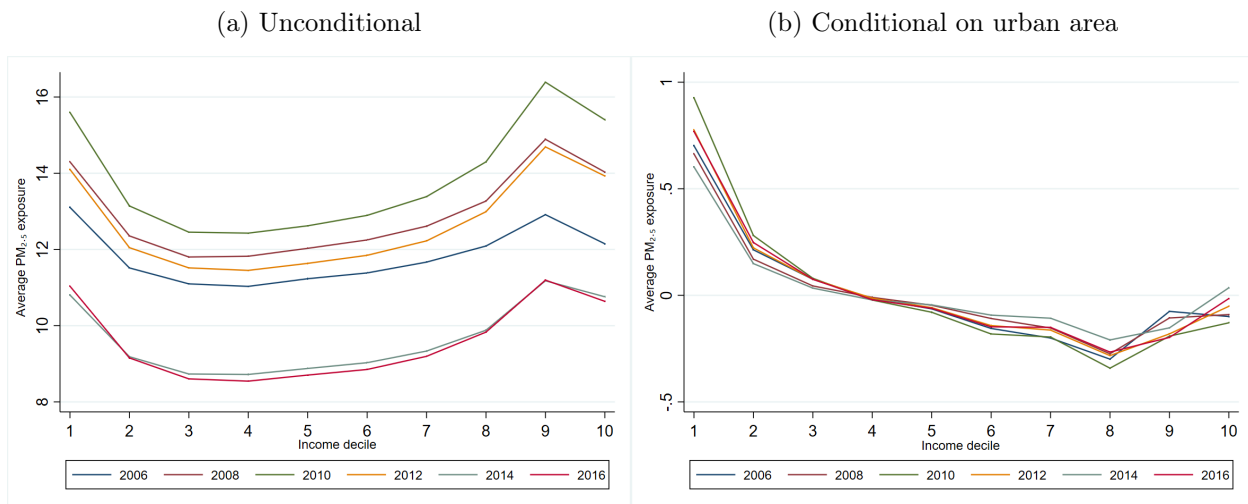 (a) Unconditional
Average PM2.5 exposure
16
14
12
10
8
1 2 3 4 5 6 7 8 9 10
Income decile
2006 2008 2010 2012 2014 2016
(b) Conditional on urban area
Average PM2.5 exposure
1
.5
0
-.5
1 2 3 4 5 6 7 8 9 10
Income decile
2006 2008 2010 2012 2014 2016